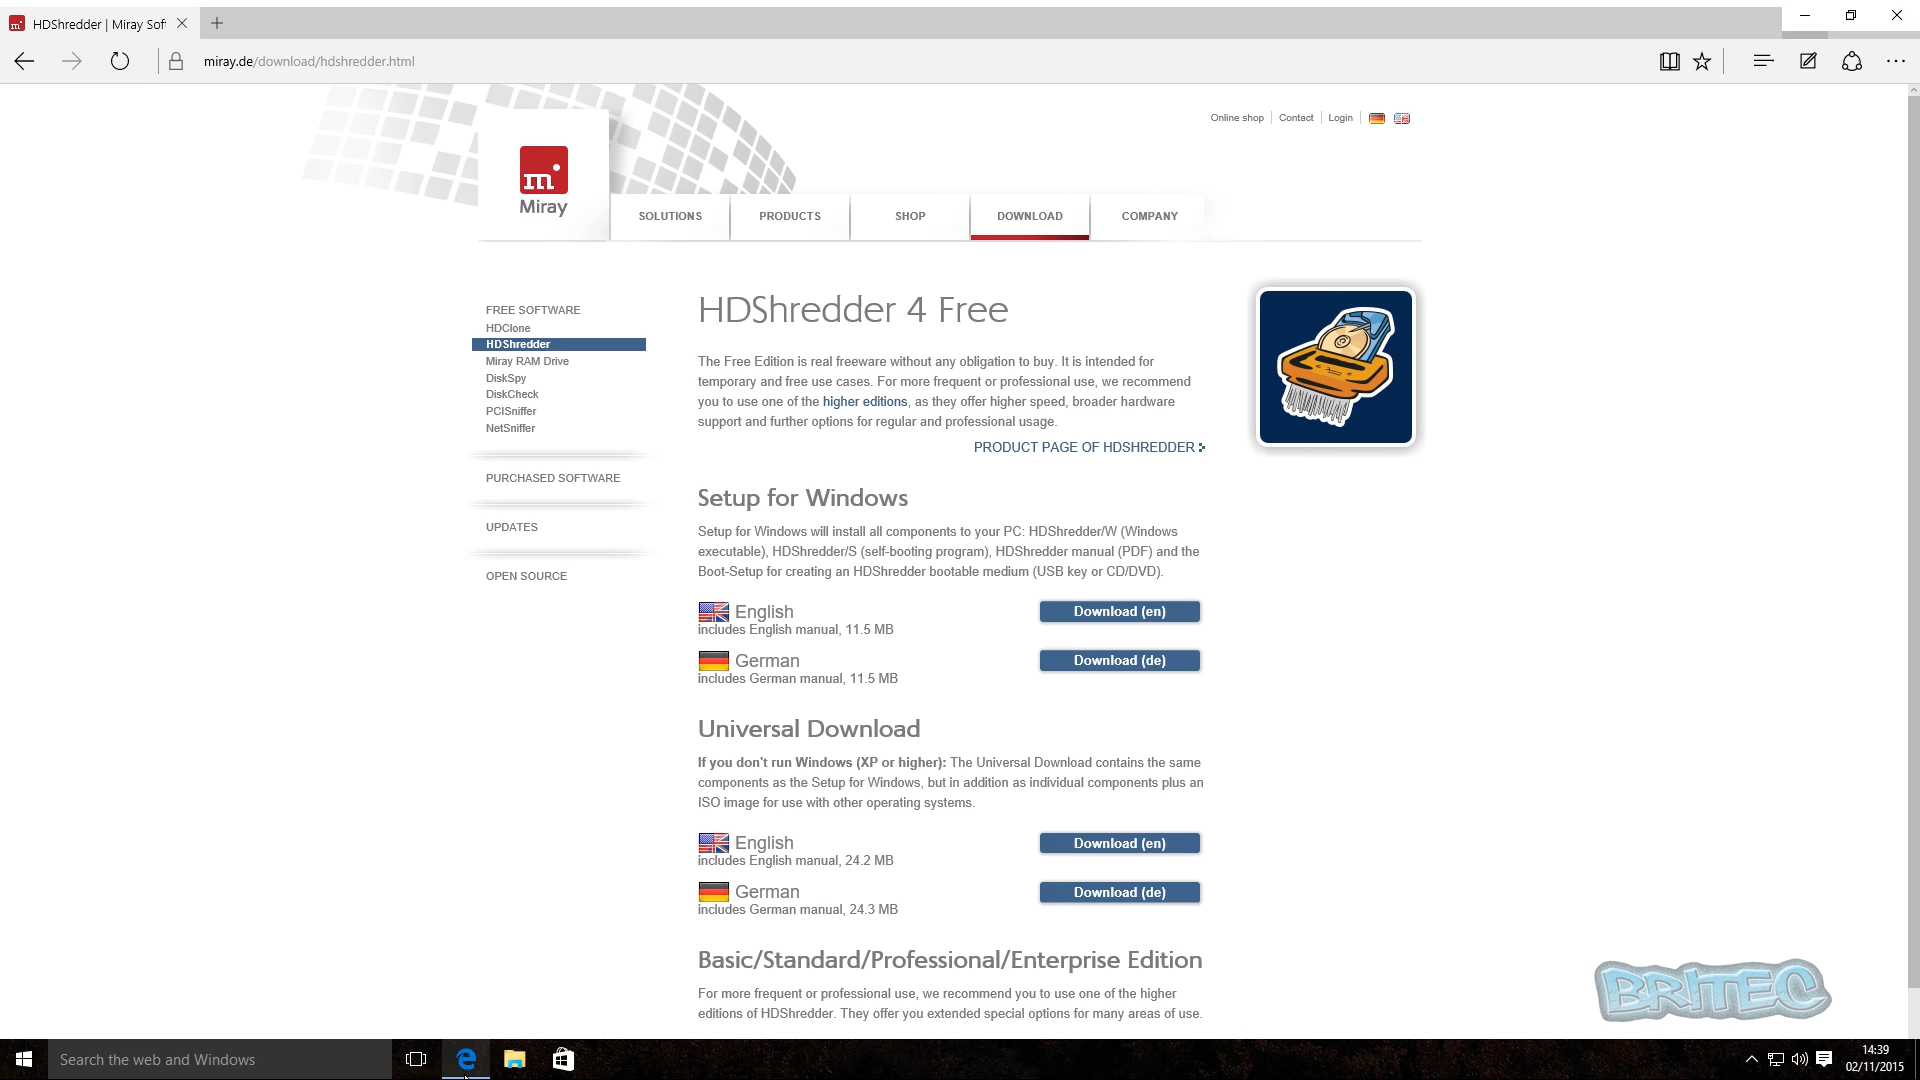 HDShredder | Miray Sof
miray.de/download/hdshredder.html
Online shop
Contact
Login
m
Miray
SOLUTIONS
PRODUCTS
SHOP
DOWNLOAD
COMPANY
FREE SOFTWARE
HDClone
HDShredder
Miray RAM Drive
DiskSpy
DiskCheck
PCISniffer
NetSniffer
PURCHASED SOFTWARE
UPDATES
OPEN SOURCE
HDShredder 4 Free
The Free Edition is real freeware without any obligation to buy. It is intended for
temporary and free use cases. For more frequent or professional use, we recommend
you to use one of the higher editions, as they offer higher speed, broader hardware
support and further options for regular and professional usage.
PRODUCT PAGE OF HDSHREDDER
Setup for Windows
Setup for Windows will install all components to your PC: HDShredder/W (Windows
executable), HDShredder/S (self-booting program), HDShredder manual (PDF) and the
Boot-Setup for creating an HDShredder bootable medium (USB key or CD/DVD).
English
Download (en)
includes English manual, 11.5 MB
German
Download (de)
includes German manual, 11.5 MB
Universal Download
If you don't run Windows (XP or higher): The Universal Download contains the same
components as the Setup for Windows, but in addition as individual components plus an
ISO image for use with other operating systems.
English
Download (en)
includes English manual, 24.2 MB
German
Download (de)
includes German manual, 24.3 MB
Basic/Standard/Professional/Enterprise Edition
For more frequent or professional use, we recommend you to use one of the higher
editions of HDShredder. They offer you extended special options for many areas of use.
BRITEC
Search the web and Windows
14:39
02/11/2015